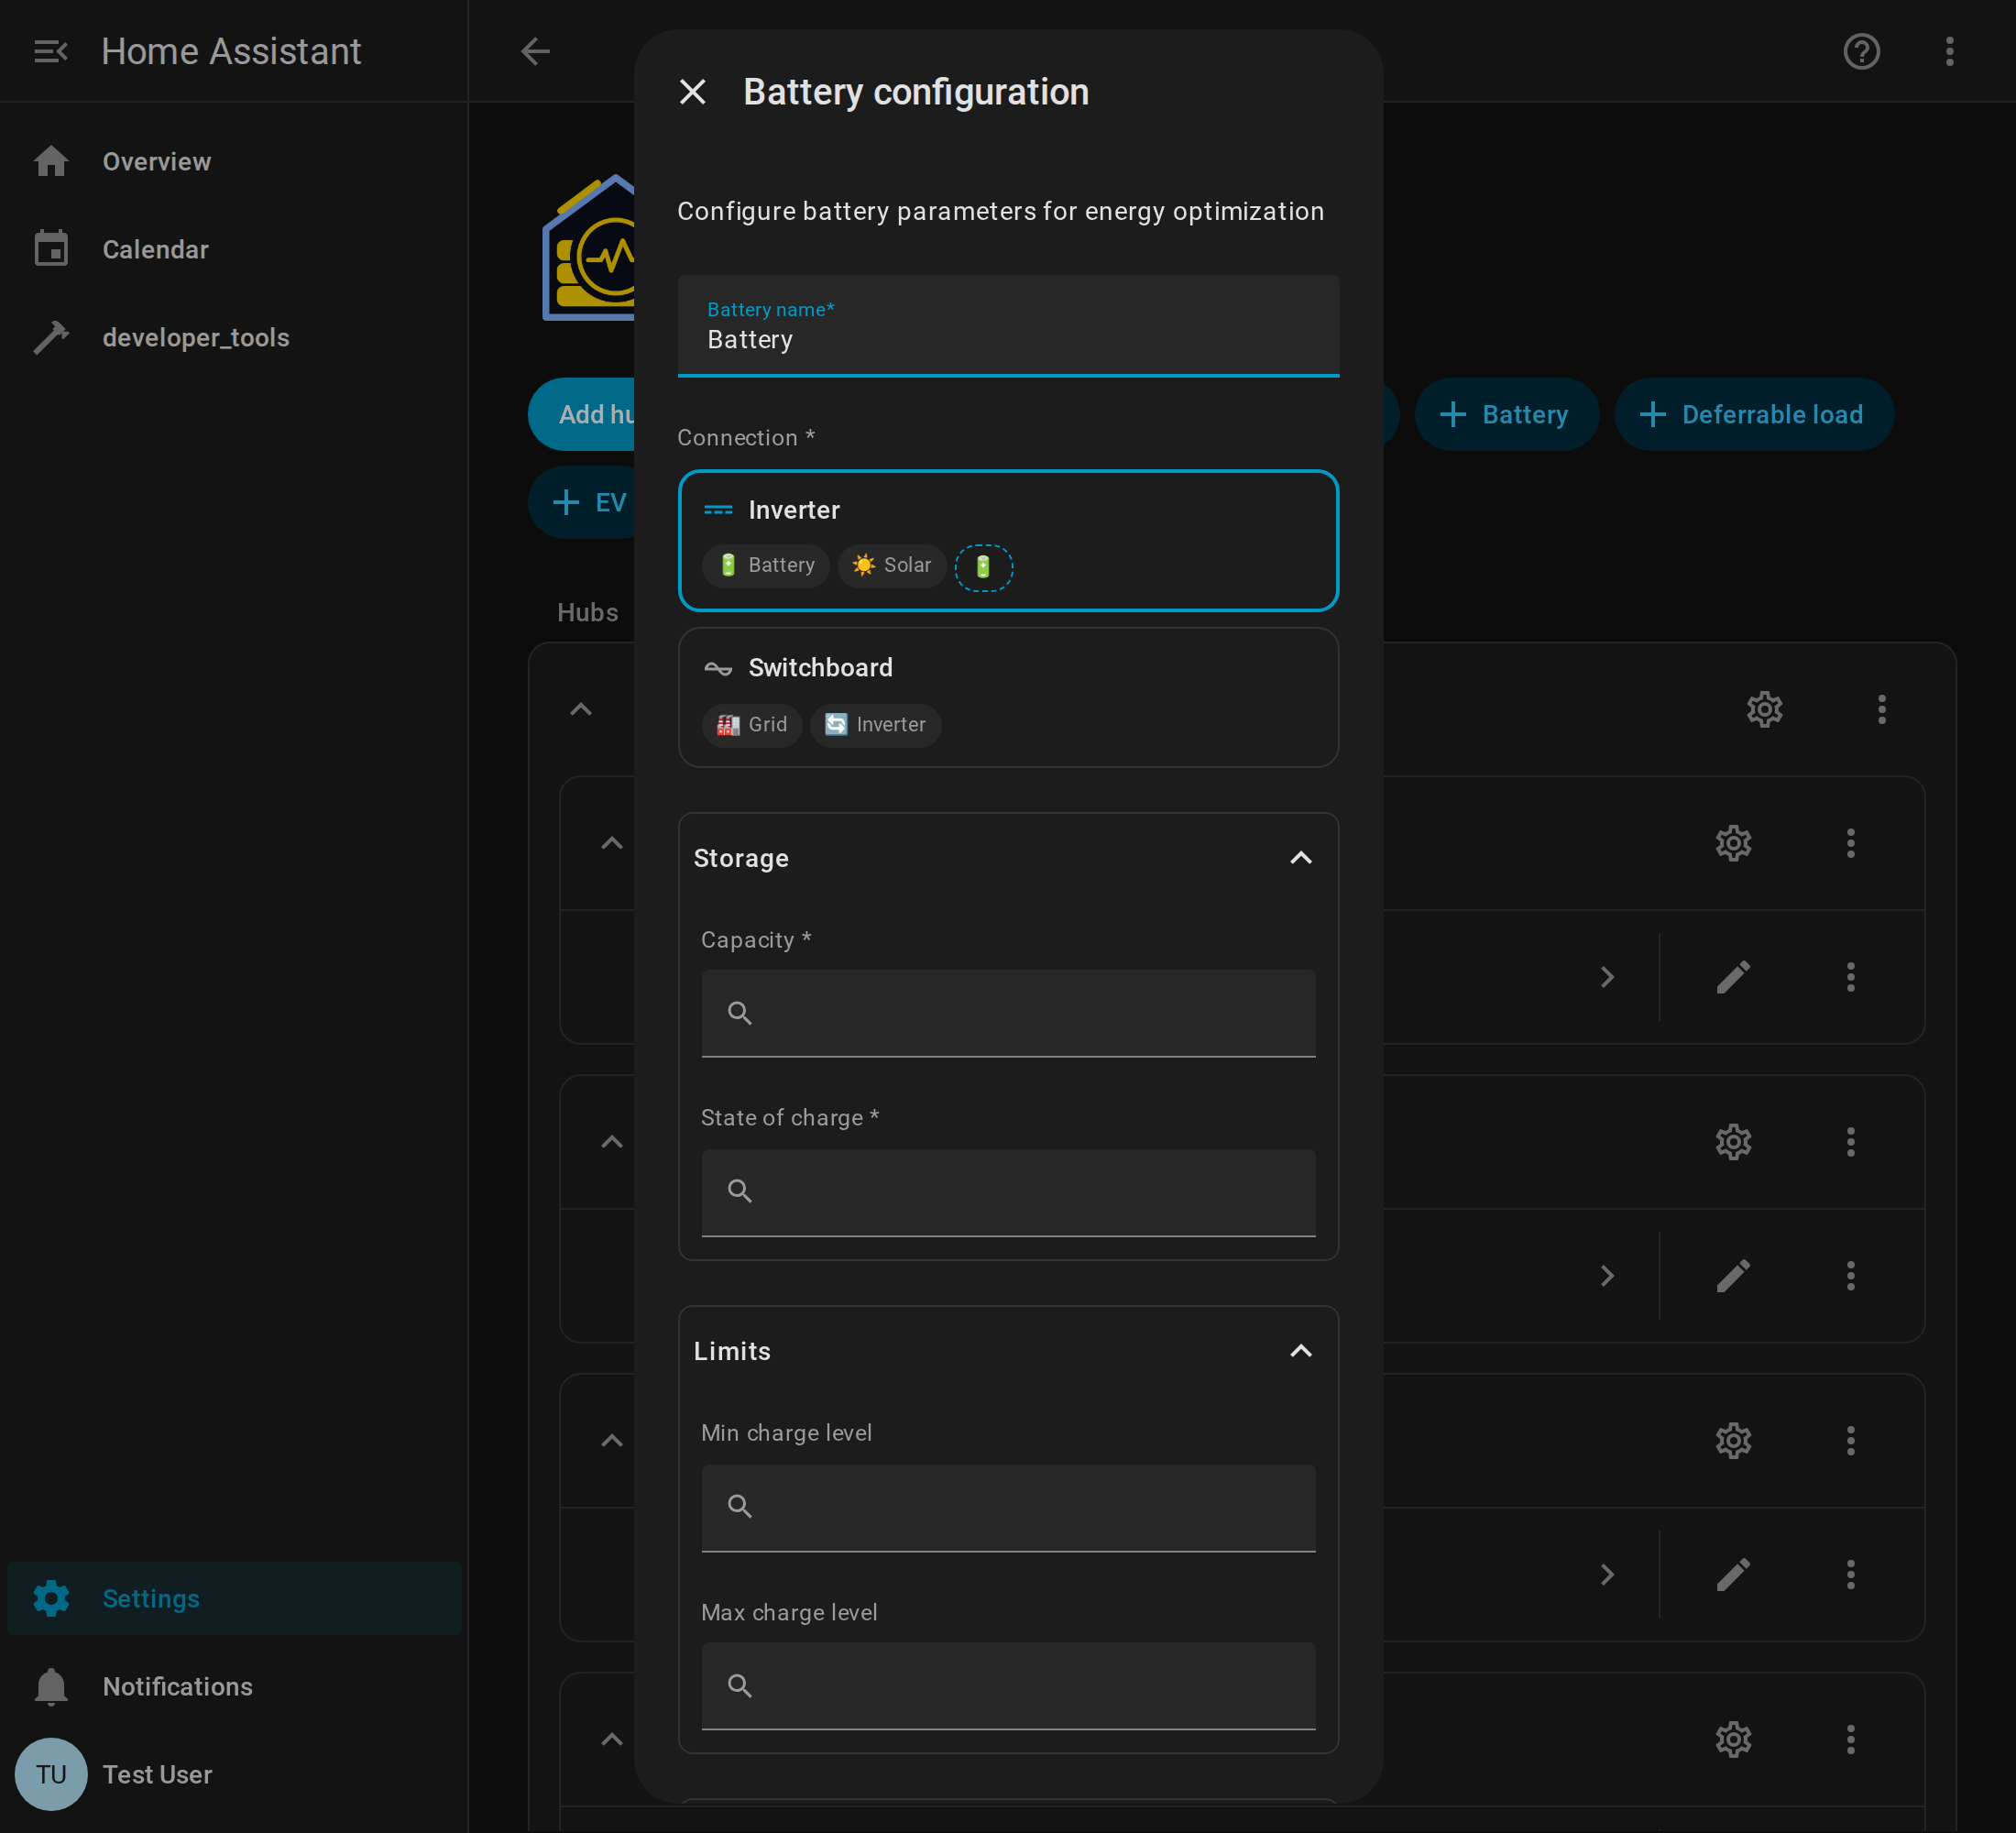 Home Assistant
Overview
Calendar
developer_tools
Settings
Notifications
TU
Test User
Add hu
Battery
Deferrable load
EV
Hubs
Battery configuration
Configure battery parameters for energy optimization
Battery name*
Battery
Connection *
Inverter
Battery
Solar
Switchboard
Grid
Inverter
Storage
Capacity *
State of charge *
Limits
Min charge level
Max charge level